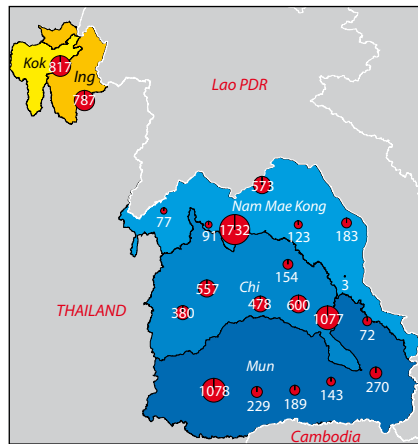 Kok
817
Ing
787
Lao PDR
573
Nam Mae Kong
77
91
1732
123
183
154
3
THAILAND
557
Chi
380
478
600
1077
72
Mun
1078
229
189
143
270
Cambodia